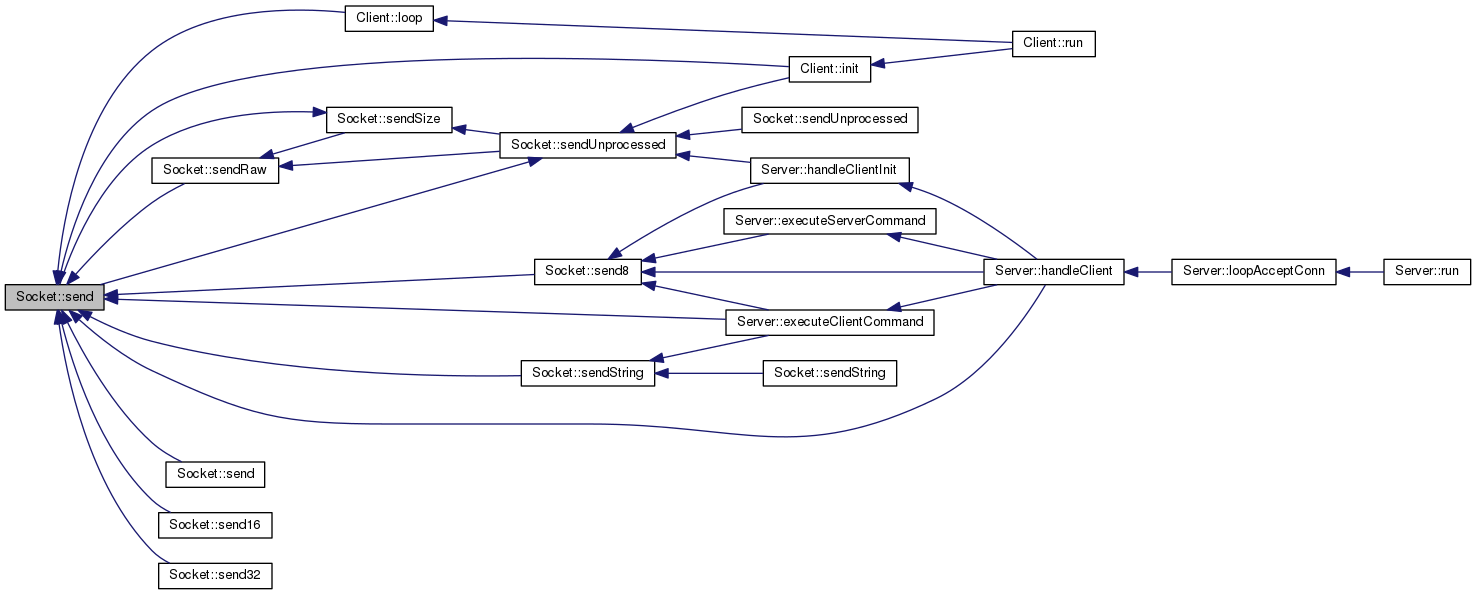 Client::loop
Client::run
Client::init
Socket::sendSize
Socket::sendUnprocessed
Socket::sendUnprocessed
Socket::sendRaw
Server::handleClientInit
Server::executeServerCommand
Socket::send8
Server::handleClient
Server::loopAcceptConn
Server::run
Socket::send
Server::executeClientCommand
Socket::sendString
Socket::sendString
Socket::send
Socket::send16
Socket::send32